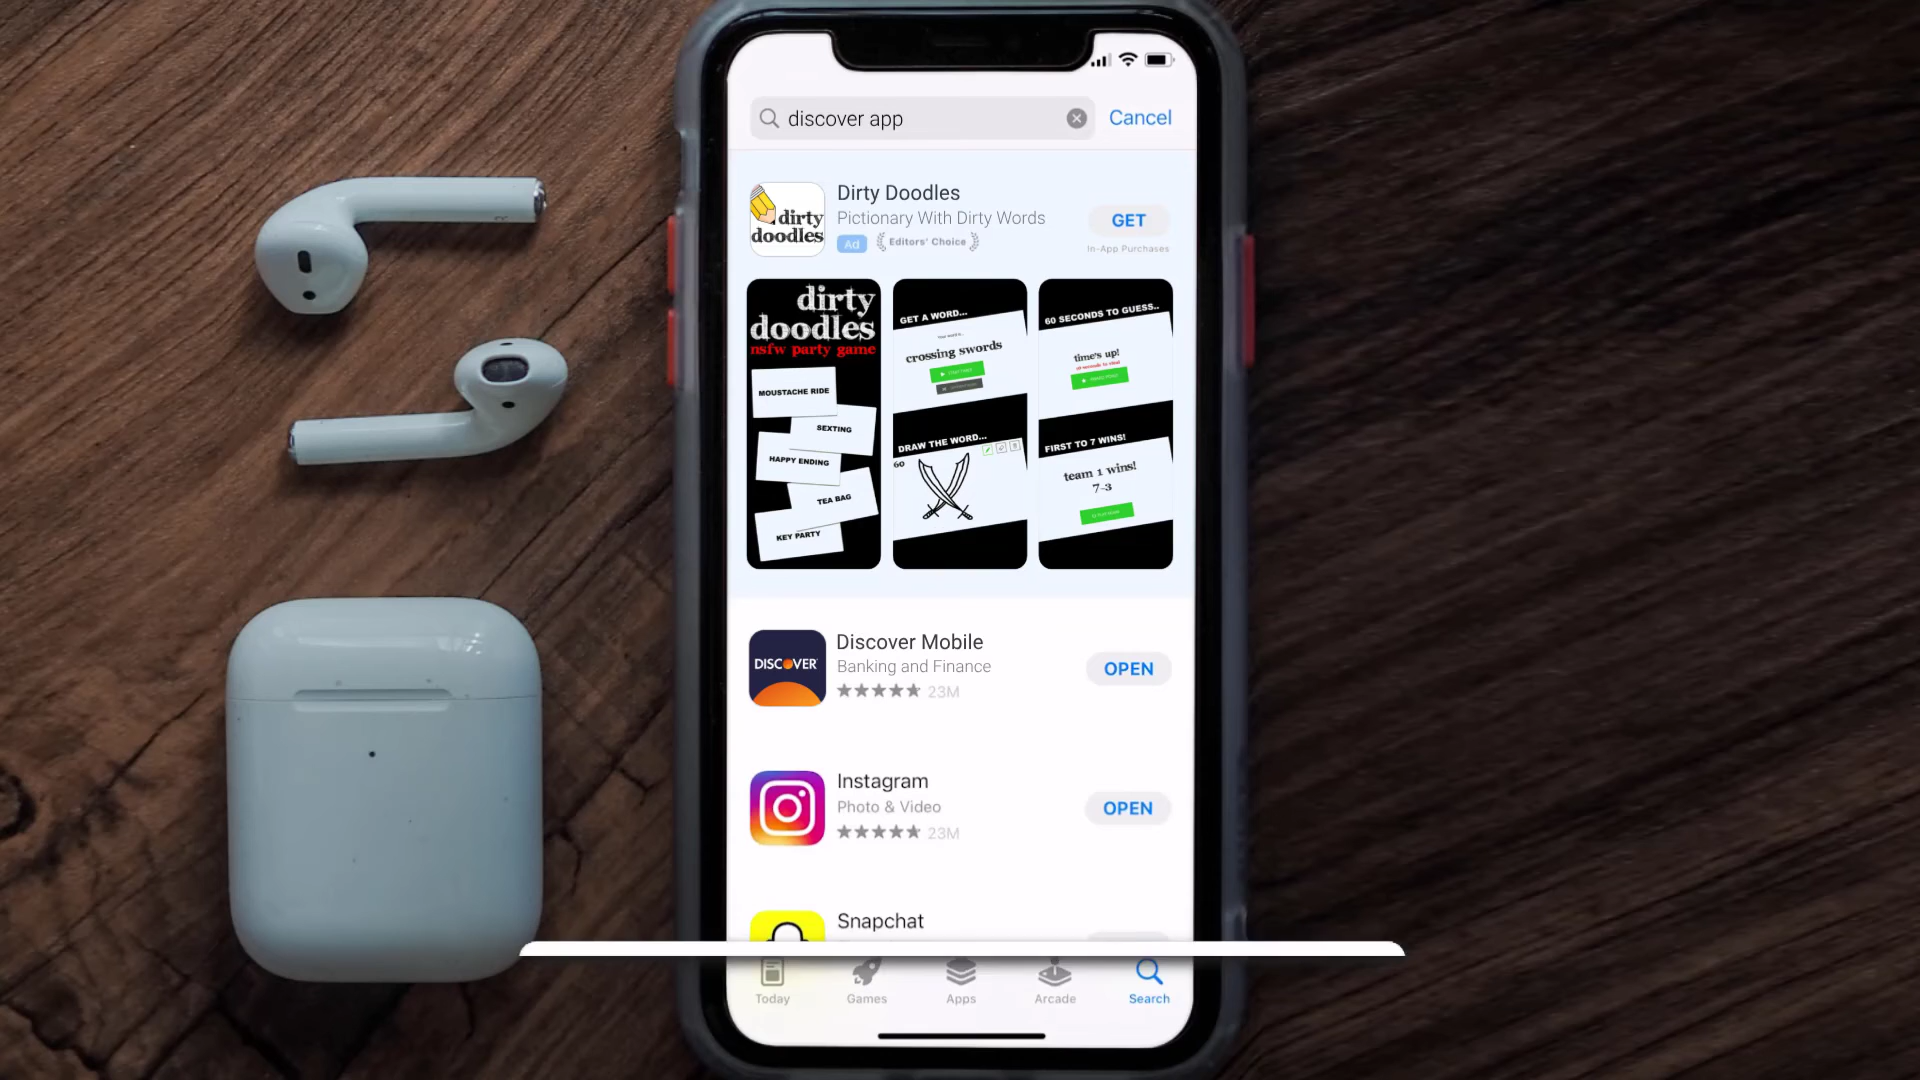 discover app
Cancel
dirty
doodles
Dirty Doodles
Pictionary With Dirty Words
Ad
Editors' Choice
GET
In-App Purchases
dirty
doodles
nsfw party game
MOUSTACHE RIDE
SEXTING
HAPPY ENDING
TEA BAG
KEY PARTY
GET A WORD...
crossing swords
DRAW THE WORD...
60
60 SECONDS TO GUESS..
time's up!
FIRST TO 7 WINS!
team 1 wins!
7-3
DISCOVER
Discover Mobile
Banking and Finance
23M
OPEN
Instagram
Photo & Video
23M
OPEN
Snapchat
Today
Games
Apps
Arcade
Search